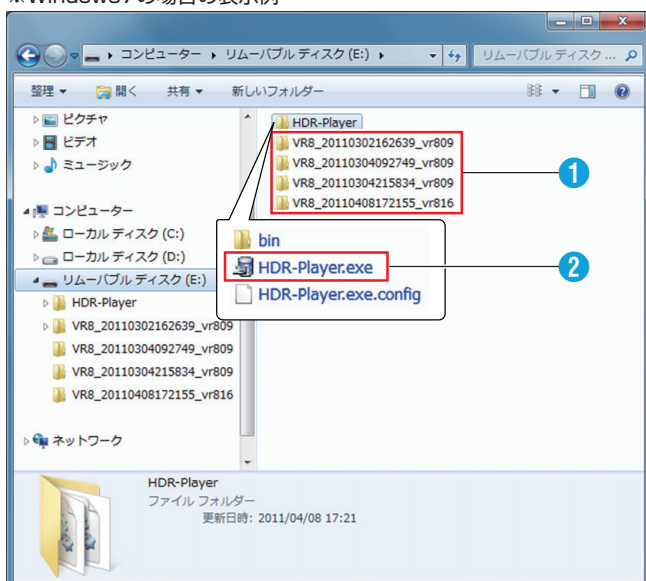 ※Windows7の場合の表示例
コンピューター ▸ リムーバブル ディスク (E:) ▸
リムーバブル ディスク ...
整理 ▼ 開く 共有 ▼ 新しいフォルダー
ピクチャ
ビデオ
ミュージック
コンピューター
ローカル ディスク (C:)
ローカル ディスク (D:)
リムーバブル ディスク (E:)
HDR-Player
VR8_20110302162639_vr809
VR8_20110304092749_vr809
VR8_20110304215834_vr809
VR8_20110408172155_vr816
ネットワーク
HDR-Player
VR8_20110302162639_vr809
VR8_20110304092749_vr809
VR8_20110304215834_vr809
VR8_20110408172155_vr816
1
bin
HDR-Player.exe
2
HDR-Player.exe.config
HDR-Player
ファイル フォルダー
更新日時: 2011/04/08 17:21